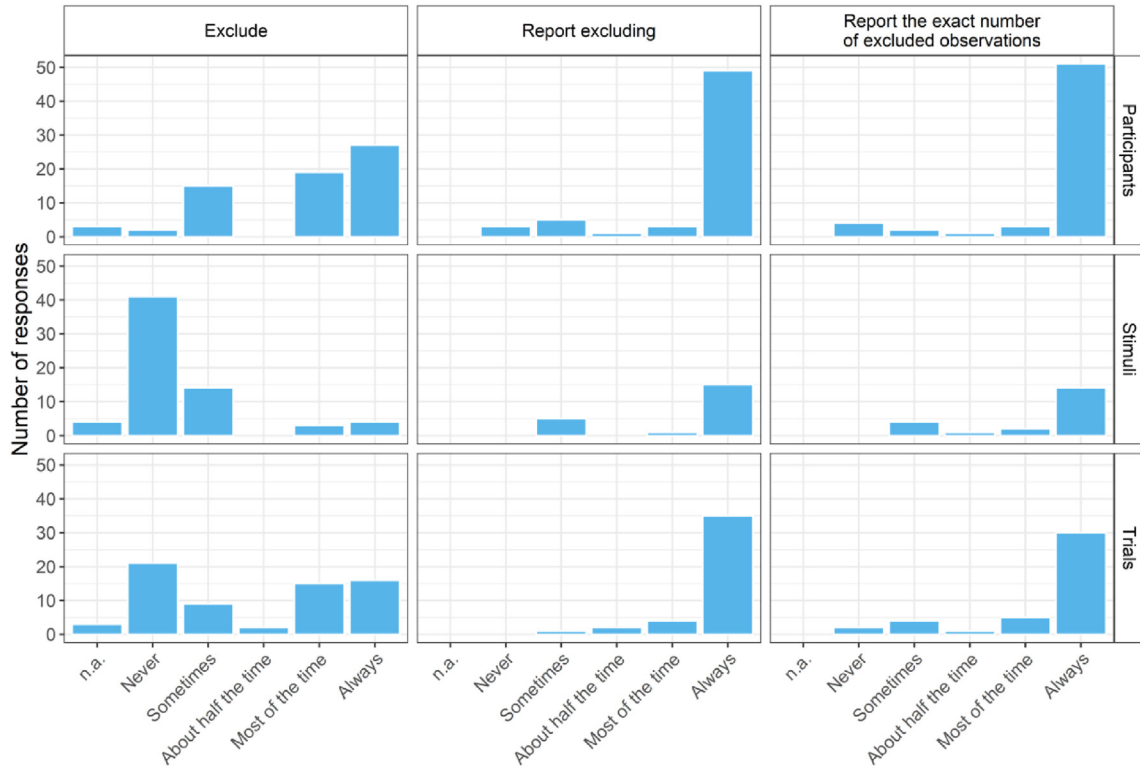 Exclude
Report excluding
Report the exact number
of excluded observations
Number of responses
50
40
30
20
10
0
Participants
50
40
30
20
10
0
Stimuli
50
40
30
20
10
0
Trials
n.a.
Never
Sometimes
About half the time
Most of the time
Always
n.a.
Never
Sometimes
About half the time
Most of the time
Always
n.a.
Never
Sometimes
About half the time
Most of the time
Always